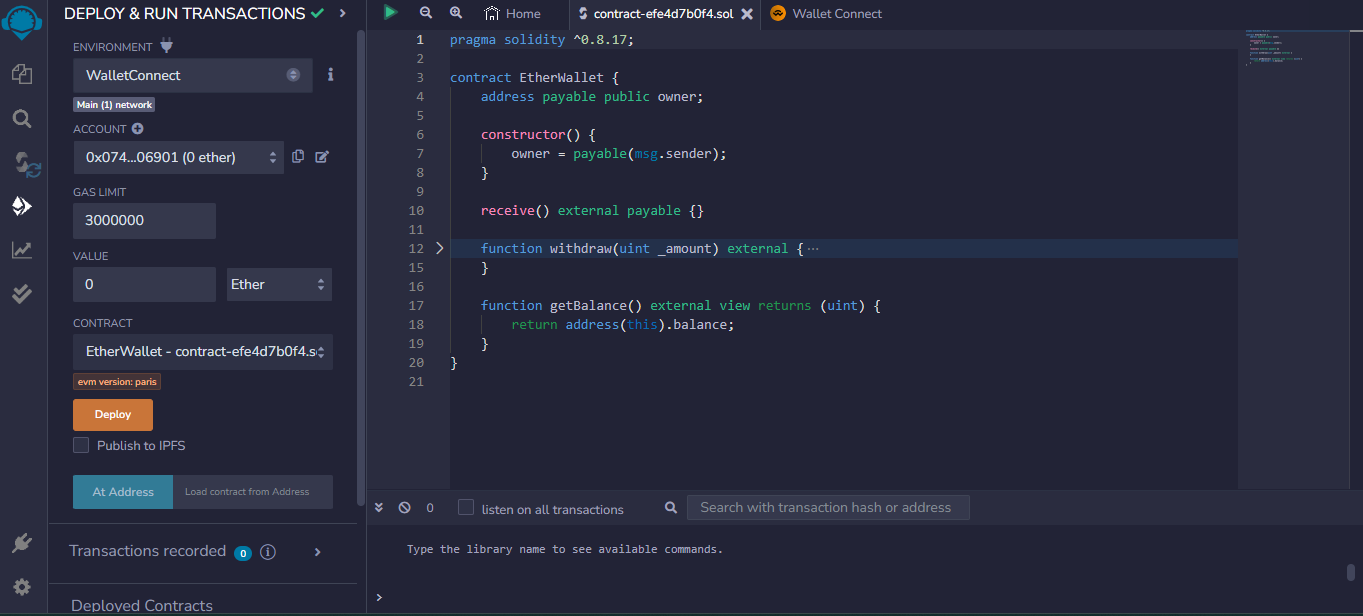 DEPLOY & RUN TRANSACTIONS
ENVIRONMENT
WalletConnect
Main (1) network
ACCOUNT
0x074...06901 (0 ether)
GAS LIMIT
3000000
VALUE
0
Ether
CONTRACT
EtherWallet - contract-efe4d7b0f4.s
evm version: paris
Deploy
Publish to IPFS
At Address
Load contract from Address
Transactions recorded 0
Deployed Contracts
Home
contract-efe4d7b0f4.sol
Wallet Connect
1 pragma solidity ^0.8.17;
2
3 contract EtherWallet {
4 address payable public owner;
5
6 constructor() {
7 owner = payable(msg.sender);
8 }
9
10 receive() external payable {}
11
12 function withdraw(uint _amount) external { ···
15 }
16
17 function getBalance() external view returns (uint) {
18 return address(this).balance;
19 }
20 }
21
0
listen on all transactions
Search with transaction hash or address
Type the library name to see available commands.
>